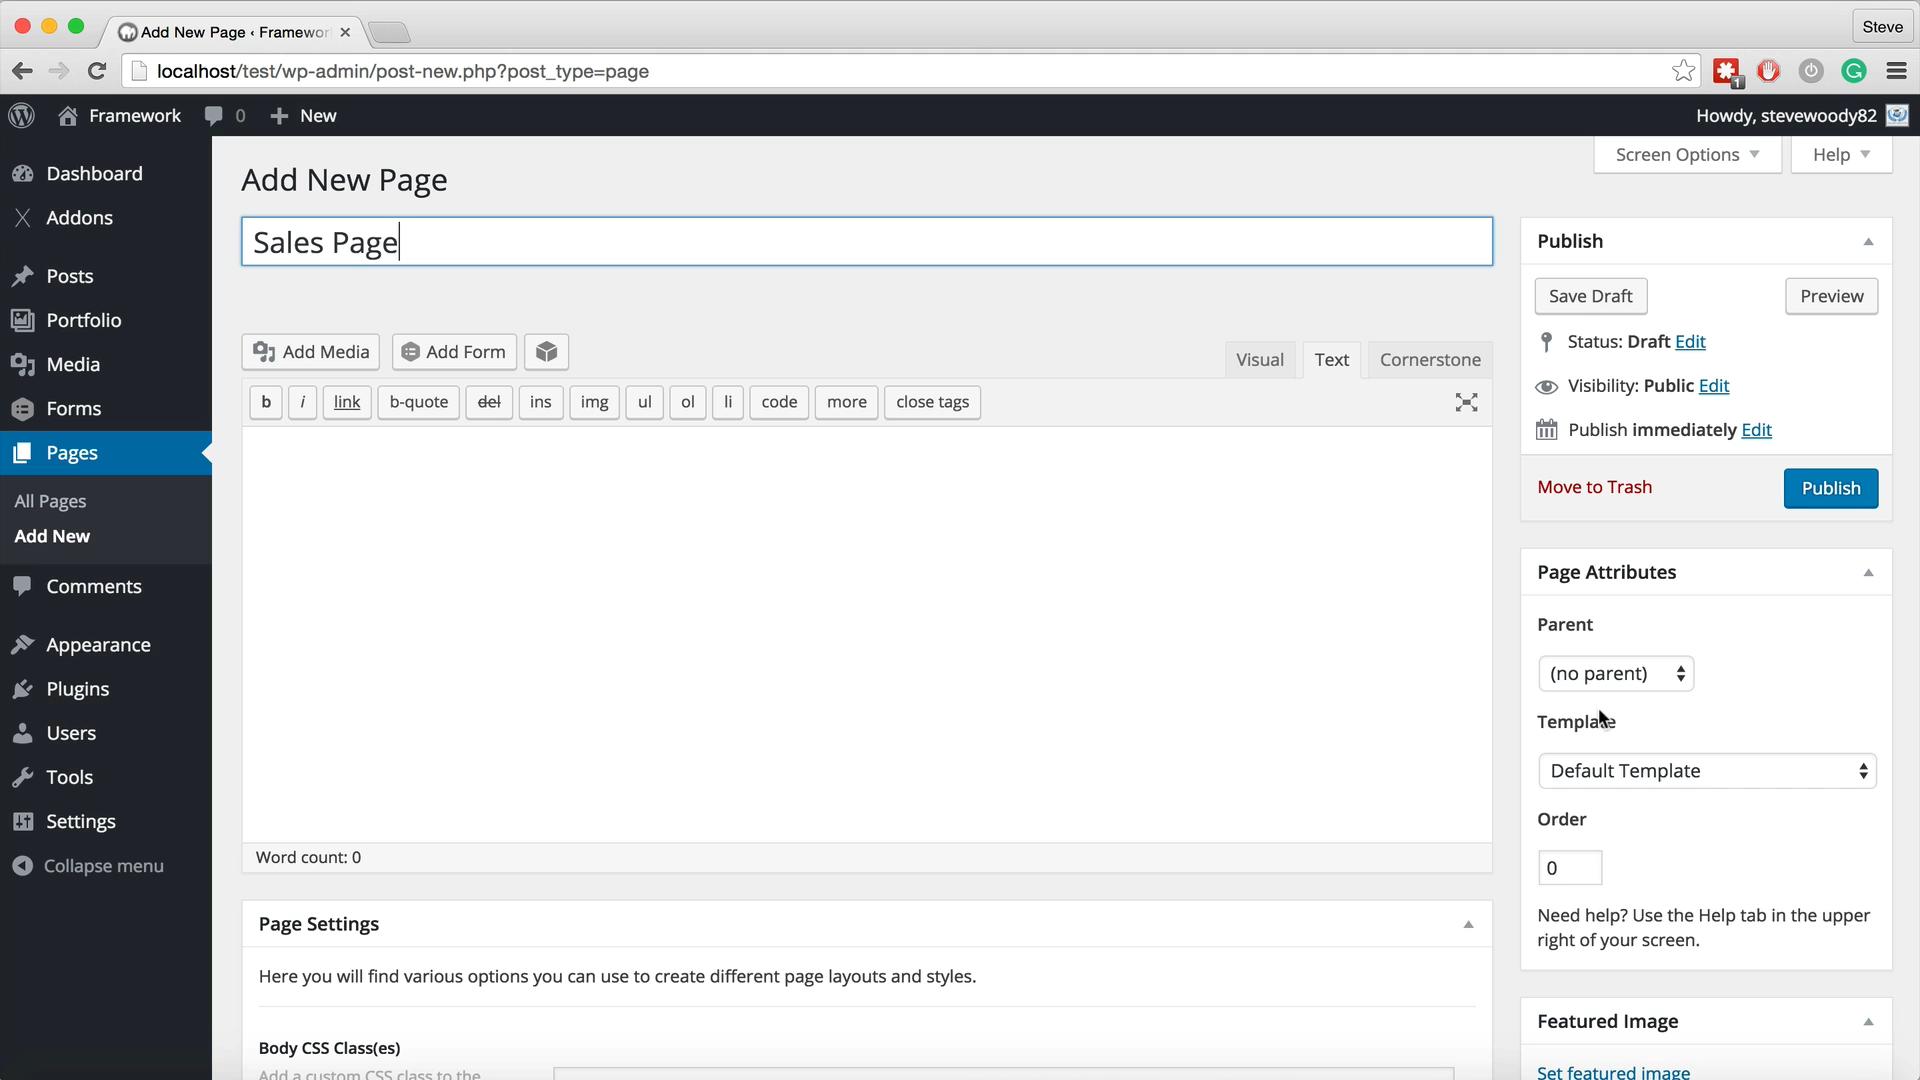 Add New Page ‹ Framewor
Steve
localhost/test/wp-admin/post-new.php?post_type=page
1
Framework
0
New
Howdy, stevewoody82
Dashboard
Addons
Posts
Portfolio
Media
Forms
Pages
All Pages
Add New
Comments
Appearance
Plugins
Users
Tools
Settings
Collapse menu
Screen Options
Help
Add New Page
Sales Page
Add Media
Add Form
Visual
Text
Cornerstone
b
i
link
b-quote
del
ins
img
ul
ol
li
code
more
close tags
Word count: 0
Page Settings
Here you will find various options you can use to create different page layouts and styles.
Body CSS Class(es)
Add a custom CSS class to the
Publish
Save Draft
Preview
Status: Draft Edit
Visibility: Public Edit
Publish immediately Edit
Move to Trash
Publish
Page Attributes
Parent
(no parent)
Template
Default Template
Order
0
Need help? Use the Help tab in the upper
right of your screen.
Featured Image
Set featured image